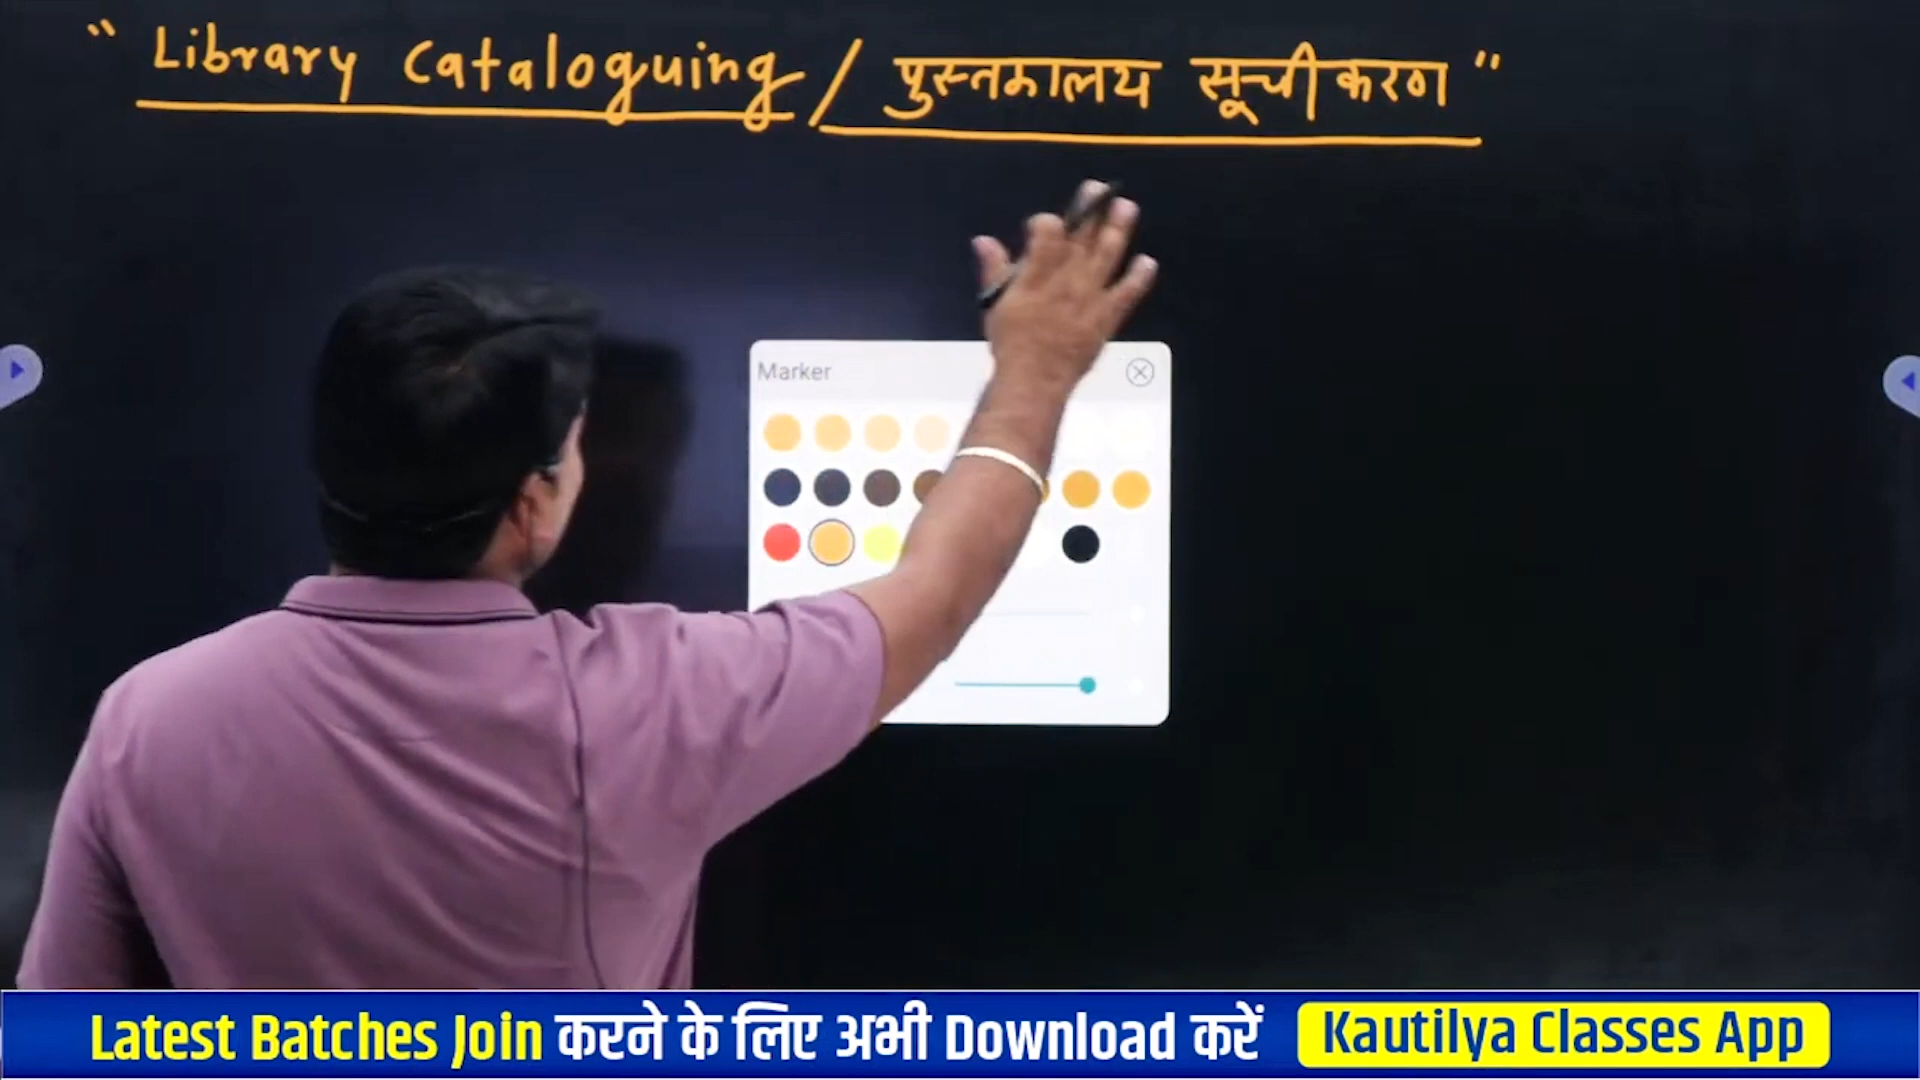 “Library Cataloguing / पुस्तकालय सूचीकरण”
Marker
Latest Batches Join करने के लिए अभी Download करें Kautilya Classes App